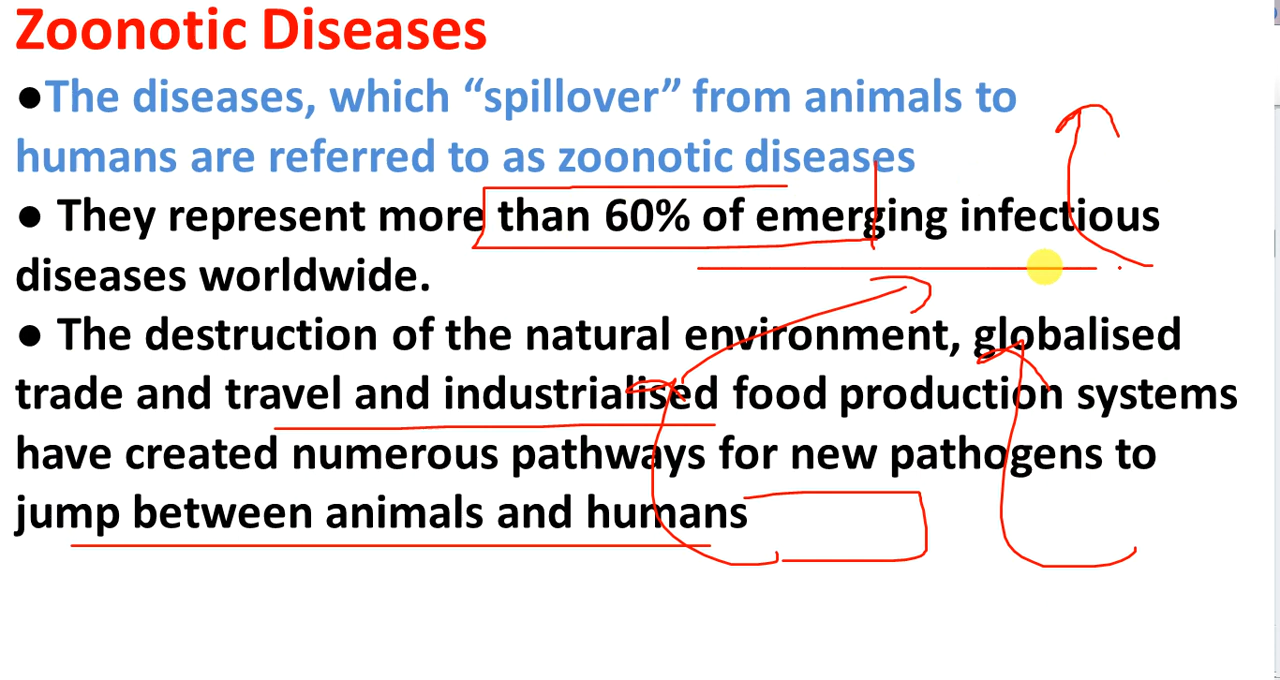 Zoonotic Diseases
●The diseases, which “spillover” from animals to
humans are referred to as zoonotic diseases
● They represent more than 60% of emerging infectious
diseases worldwide.
● The destruction of the natural environment, globalised
trade and travel and industrialised food production systems
have created numerous pathways for new pathogens to
jump between animals and humans